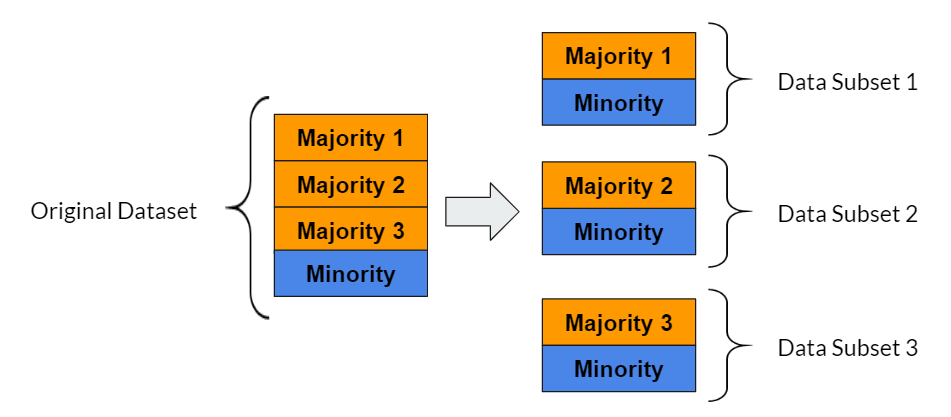 Original Dataset
Majority 1
Majority 2
Majority 3
Minority
Majority 1
Minority
Data Subset 1
Majority 2
Minority
Data Subset 2
Majority 3
Minority
Data Subset 3